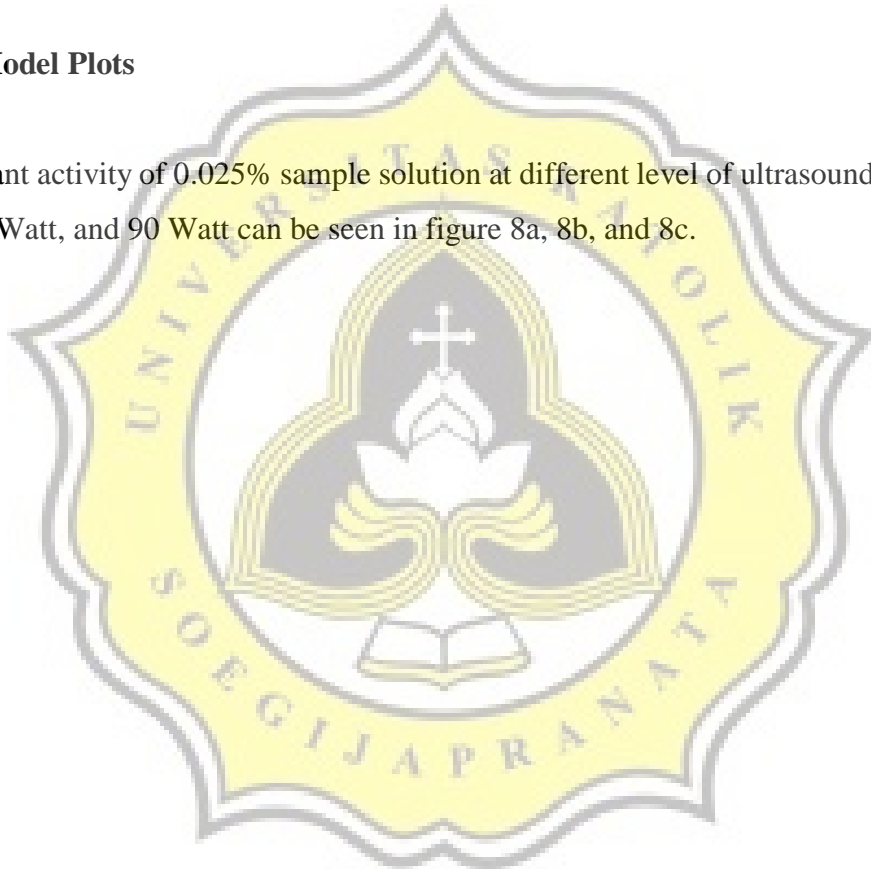 Model Plots
ant activity of 0.025% sample solution at different level of ultrasound
Watt, and 90 Watt can be seen in figure 8a, 8b, and 8c.
UNIVERSITAS KATOLIK
SOEGIJAPRANATA